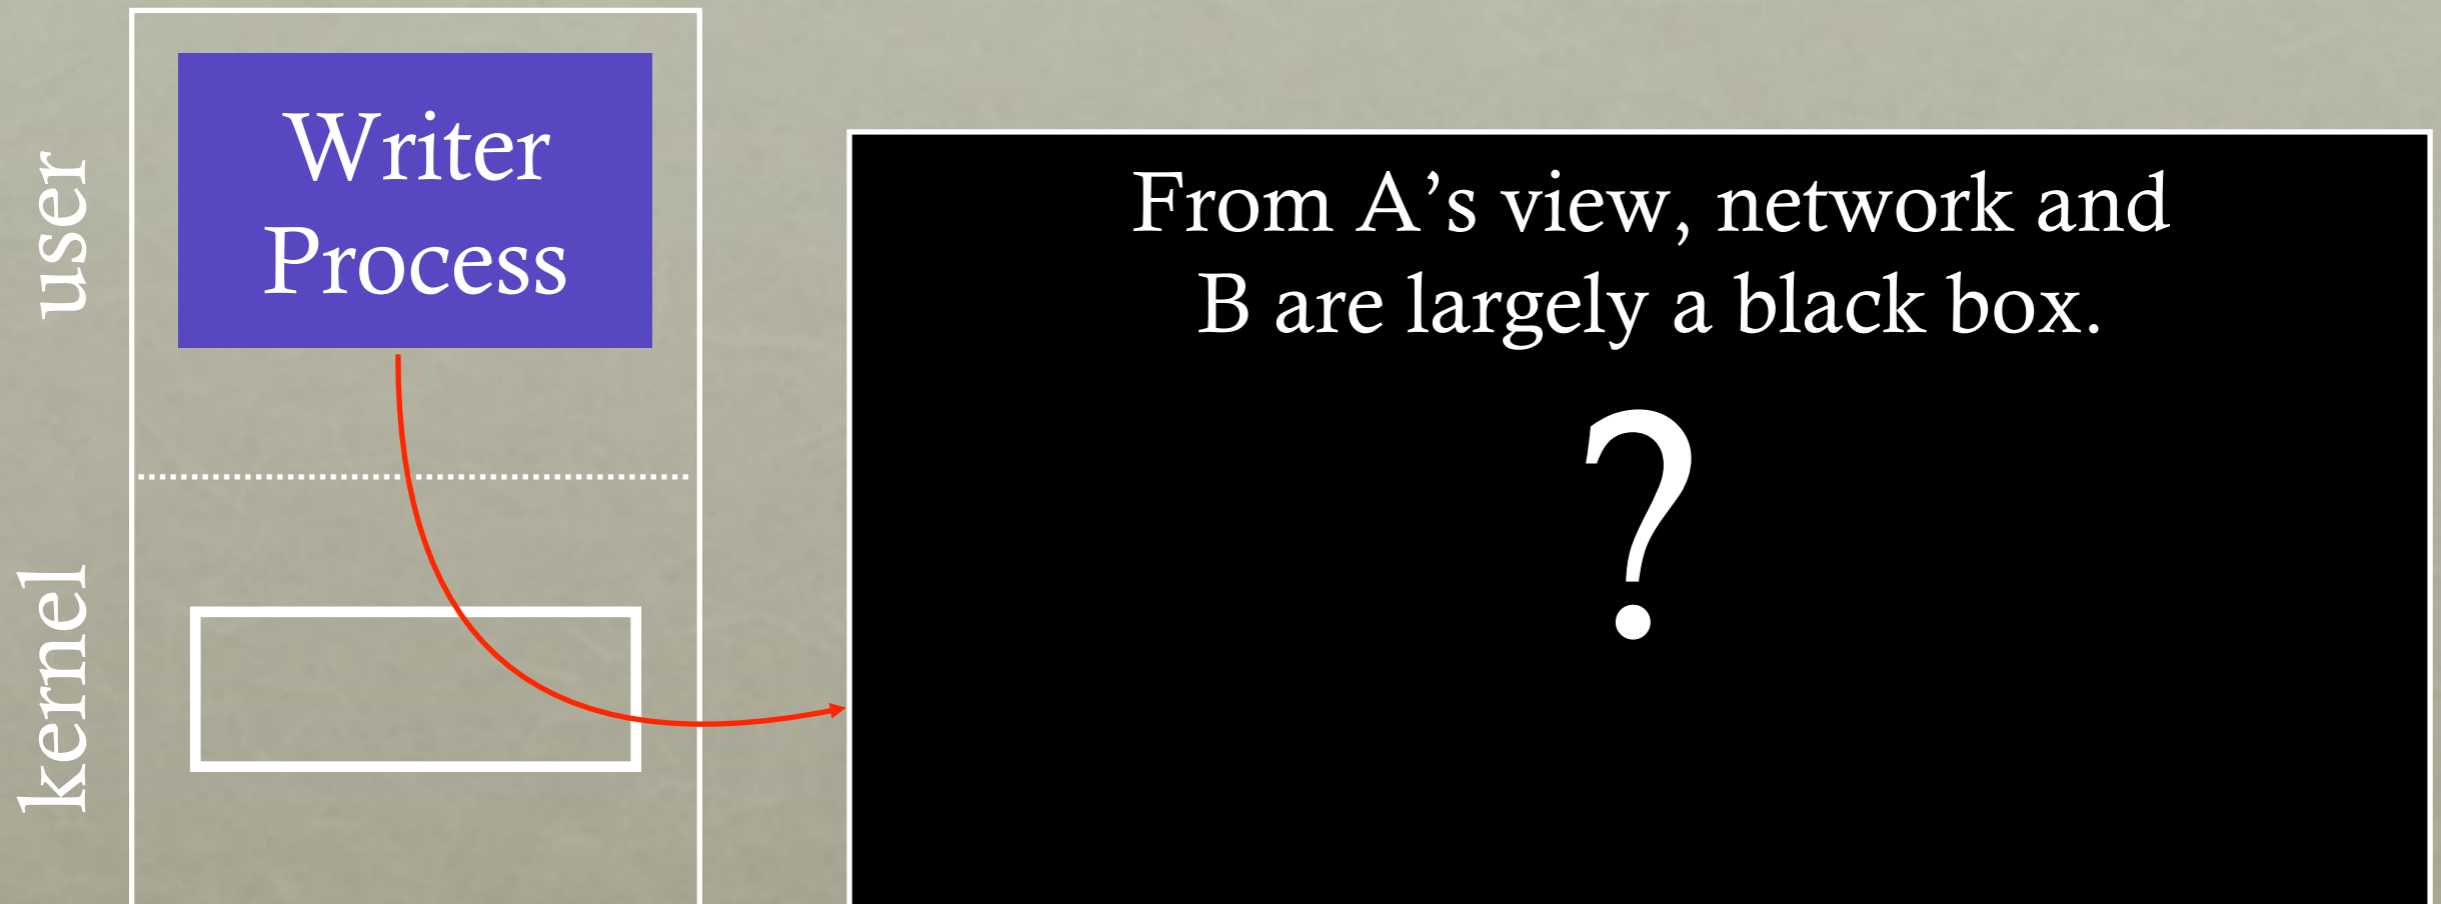 user
Writer
Process
kernel
From A’s view, network and
B are largely a black box.
?